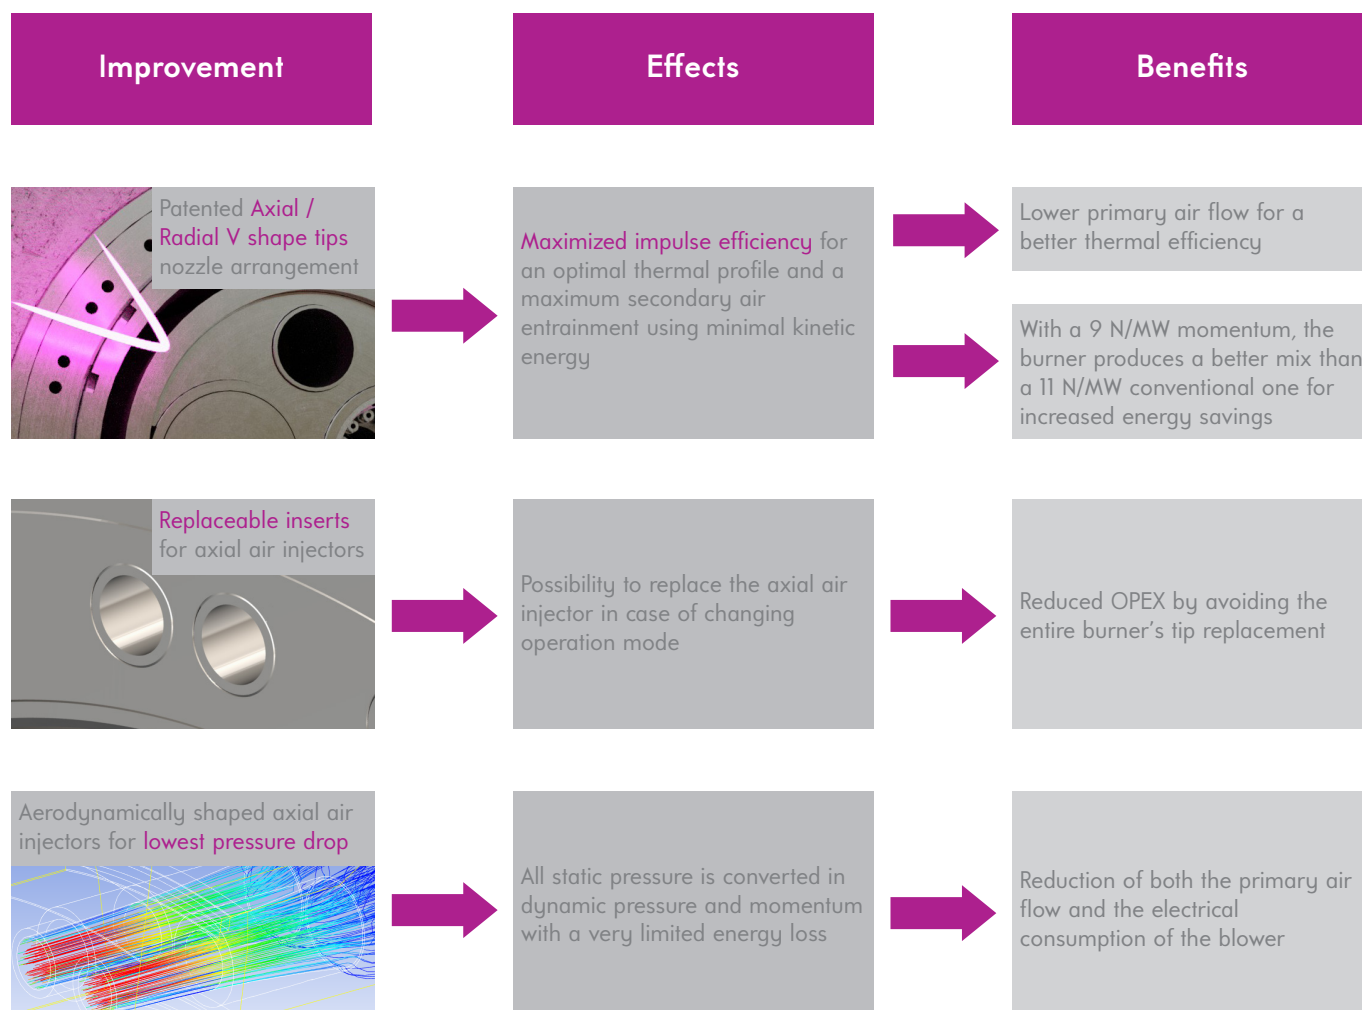 Improvement
Effects
Benefits
Patented Axial /
Radial V shape tips
nozzle arrangement
Maximized impulse efficiency for
an optimal thermal profile and a
maximum secondary air
entrainment using minimal kinetic
energy
Lower primary air flow for a
better thermal efficiency
With a 9 N/MW momentum, the
burner produces a better mix than
a 11 N/MW conventional one for
increased energy savings
Replaceable inserts
for axial air injectors
Possibility to replace the axial air
injector in case of changing
operation mode
Reduced OPEX by avoiding the
entire burner’s tip replacement
Aerodynamically shaped axial air
injectors for lowest pressure drop
All static pressure is converted in
dynamic pressure and momentum
with a very limited energy loss
Reduction of both the primary air
flow and the electrical
consumption of the blower